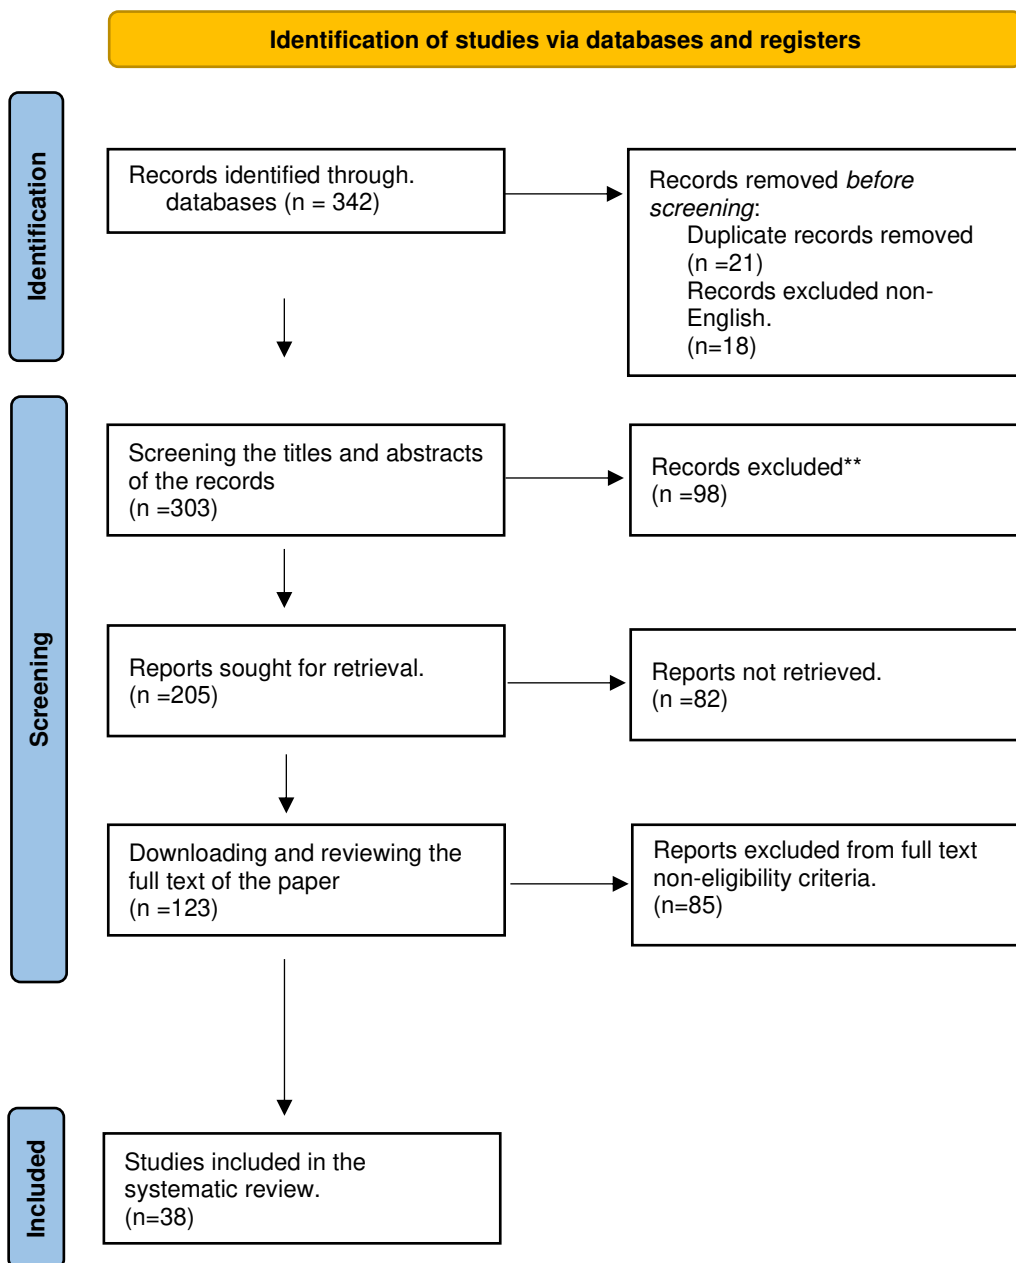 Identification of studies via databases and registers
Identification
Records identified through.
databases (n = 342)
Records removed before
screening:
Duplicate records removed
(n =21)
Records excluded non-
English.
(n=18)
Screening
Screening the titles and abstracts
of the records
(n =303)
Records excluded**
(n =98)
Reports sought for retrieval.
(n =205)
Reports not retrieved.
(n =82)
Downloading and reviewing the
full text of the paper
(n =123)
Reports excluded from full text
non-eligibility criteria.
(n=85)
Included
Studies included in the
systematic review.
(n=38)